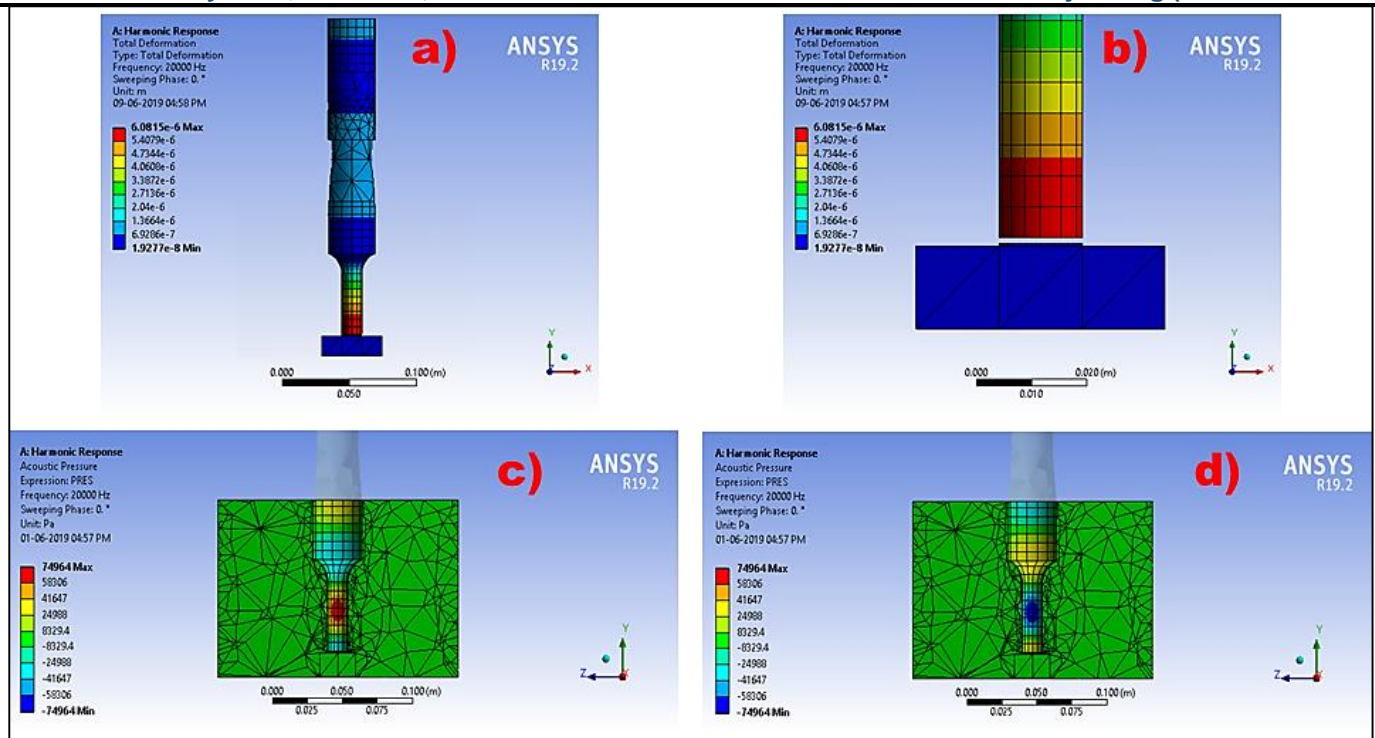 A: Harmonic Response
Total Deformation
Type: Total Deformation
Frequency: 20000 Hz
Sweeping Phase: 0. °
Unit: m
09-06-2019 04:58 PM
6.0815e-6 Max
5.4079e-6
4.7344e-6
4.0608e-6
3.3872e-6
2.7136e-6
2.04e-6
1.3664e-6
6.9286e-7
1.9277e-8 Min
a)
ANSYS
R19.2
Y
X
0.000
0.100 (m)
0.050
A: Harmonic Response
Total Deformation
Type: Total Deformation
Frequency: 20000 Hz
Sweeping Phase: 0. °
Unit: m
09-06-2019 04:57 PM
6.0815e-6 Max
5.4079e-6
4.7344e-6
4.0608e-6
3.3872e-6
2.7136e-6
2.04e-6
1.3664e-6
6.9286e-7
1.9277e-8 Min
b)
ANSYS
R19.2
Y
X
0.000
0.020 (m)
0.010
A: Harmonic Response
Acoustic Pressure
Expression: PRES
Frequency: 20000 Hz
Sweeping Phase: 0. °
Unit: Pa
01-06-2019 04:57 PM
74964 Max
58306
41647
24988
8329.4
-8329.4
-24988
-41647
-58306
-74964 Min
c)
ANSYS
R19.2
Y
Z
0.000
0.050
0.100 (m)
0.025
0.075
A: Harmonic Response
Acoustic Pressure
Expression: PRES
Frequency: 20000 Hz
Sweeping Phase: 0. °
Unit: Pa
01-06-2019 04:57 PM
74964 Max
58306
41647
24988
8329.4
-8329.4
-24988
-41647
-58306
-74964 Min
d)
ANSYS
R19.2
Y
Z
0.000
0.050
0.100 (m)
0.025
0.075